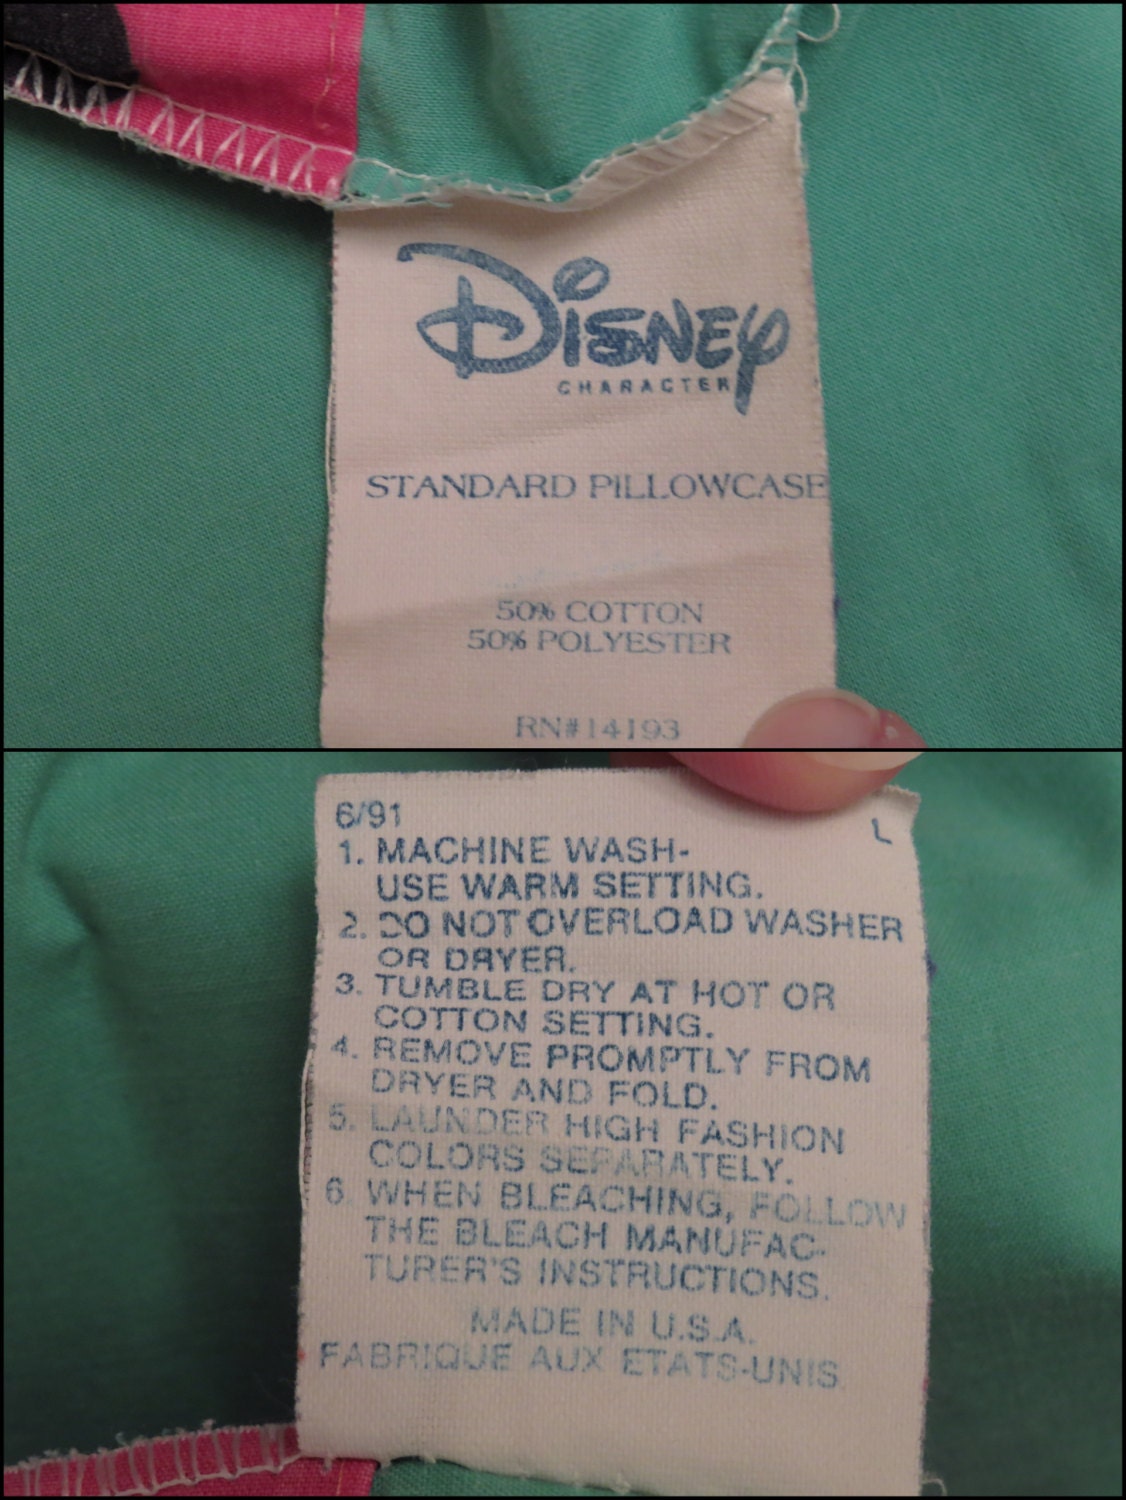 Disney
CHARACTER
STANDARD PILLOWCASE
50% COTTON
50% POLYESTER
RN#14193
6/91
L
1. MACHINE WASH-
USE WARM SETTING.
2. DO NOT OVERLOAD WASHER
OR DRYER.
3. TUMBLE DRY AT HOT OR
COTTON SETTING.
4. REMOVE PROMPTLY FROM
DRYER AND FOLD.
5. LAUNDER HIGH FASHION
COLORS SEPARATELY.
6. WHEN BLEACHING, FOLLOW
THE BLEACH MANUFAC-
TURER'S INSTRUCTIONS.
MADE IN U.S.A.
FABRIQUE AUX ETATS-UNIS